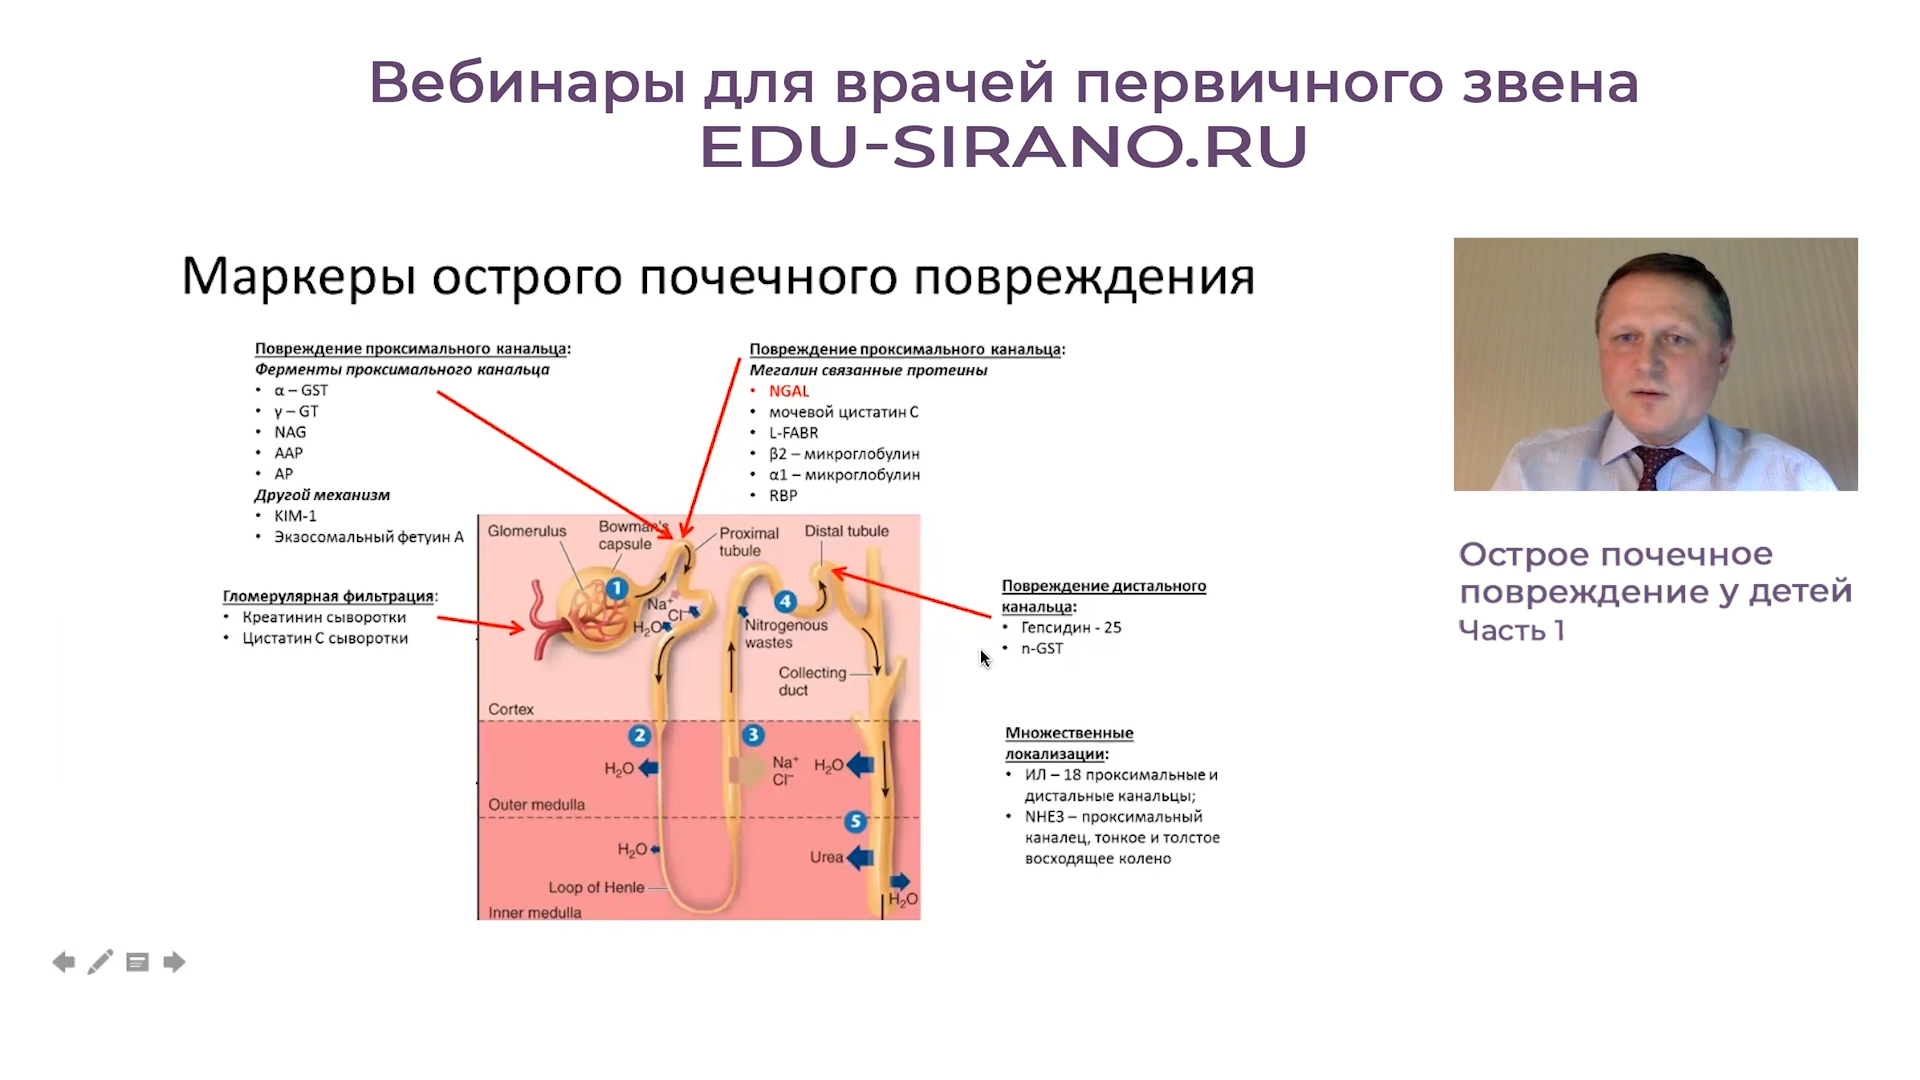 Вебинары для врачей первичного звена
EDU-SIRANO.RU
Маркеры острого почечного повреждения
Повреждение проксимального канальца:
Ферменты проксимального канальца
• α – GST
• γ – GT
• NAG
• AAP
• AP
Другой механизм
• KIM-1
• Экзосомальный фетуин А
Гломерулярная фильтрация:
• Креатинин сыворотки
• Цистатин С сыворотки
Повреждение проксимального канальца:
Мегалин связанные протеины
• NGAL
• мочевой цистатин С
• L-FABR
• β2 – микроглобулин
• α1 – микроглобулин
• RBP
Glomerulus
Bowman's
capsule
Proximal
tubule
Distal tubule
1
Na⁺
Cl⁻
H₂O
4
Nitrogenous
wastes
Collecting
duct
Cortex
2
3
H₂O
Na⁺
Cl⁻
H₂O
Outer medulla
5
H₂O
Urea
Loop of Henle
H₂O
Inner medulla
Повреждение дистального
канальца:
• Гепсидин - 25
• n-GST
Множественные
локализации:
• ИЛ – 18 проксимальные и
дистальные канальцы;
• NHE3 – проксимальный
каналец, тонкое и толстое
восходящее колено
Острое почечное
повреждение у детей
Часть 1